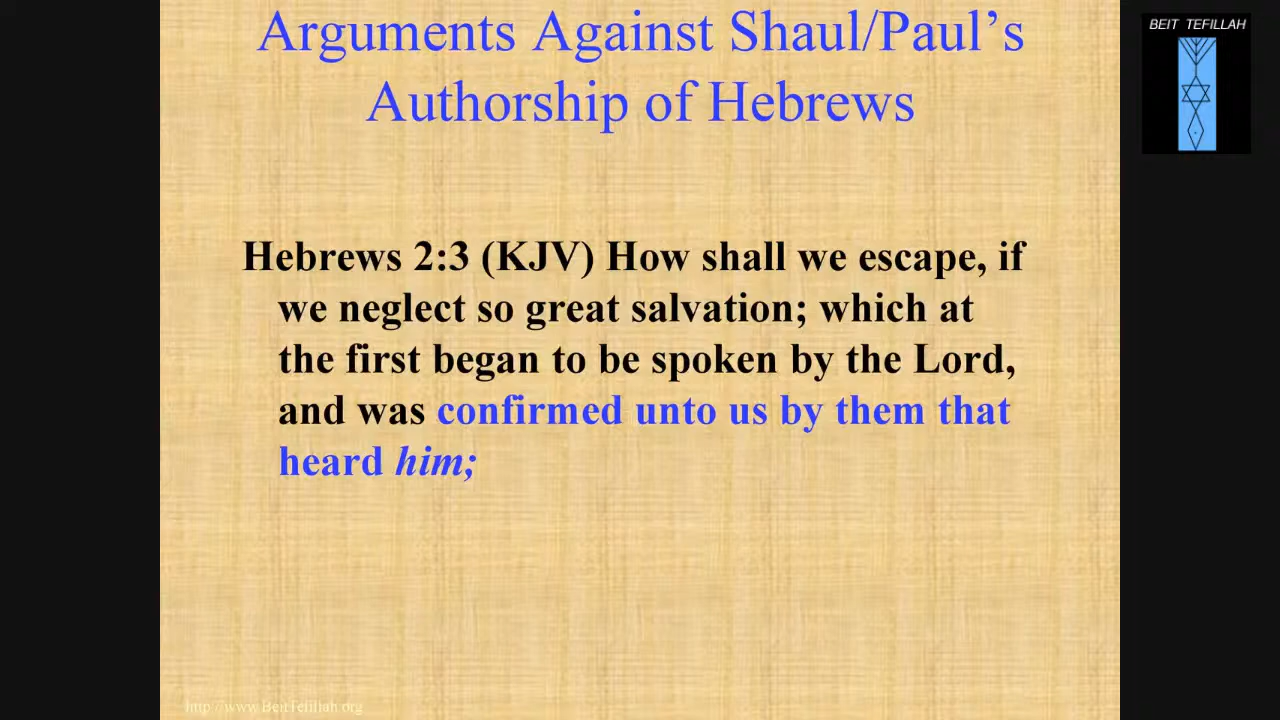 Arguments Against Shaul/Paul's
Authorship of Hebrews
BEIT TEFILLAH
Hebrews 2:3 (KJV) How shall we escape, if
we neglect so great salvation; which at
the first began to be spoken by the Lord,
and was confirmed unto us by them that
heard him;
http://www.BeitTefillah.org